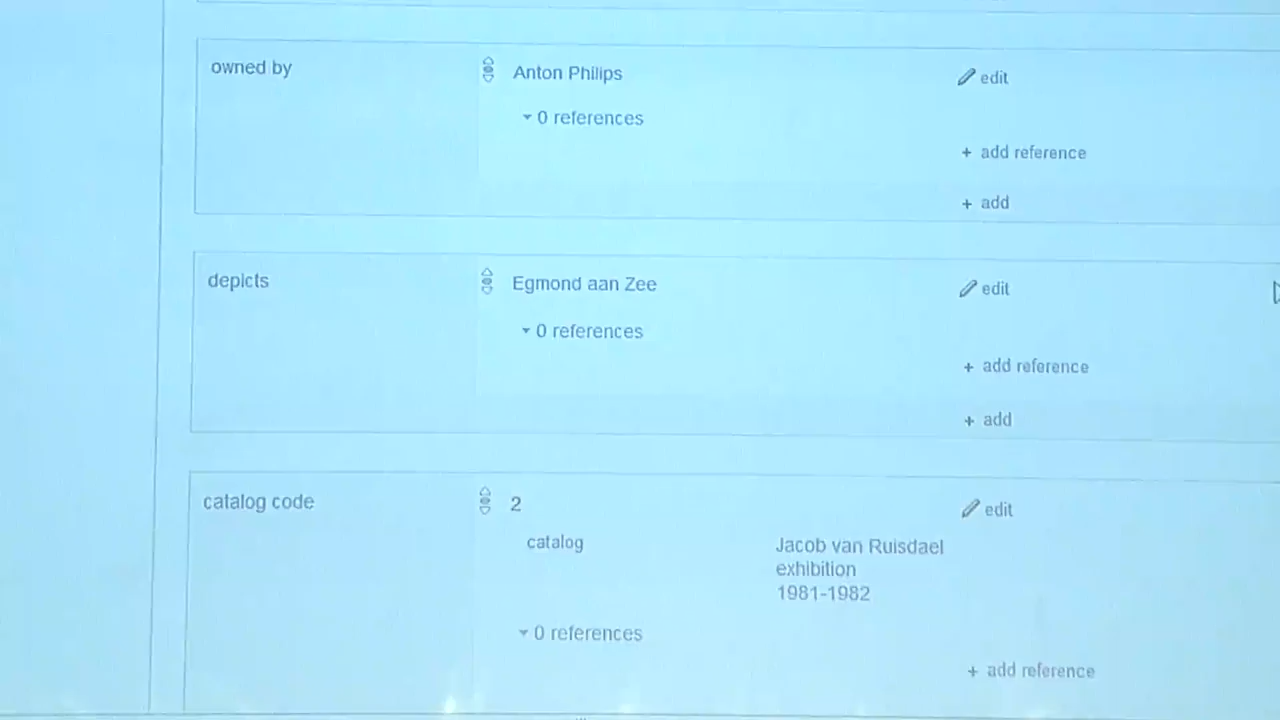 owned by
Anton Philips
edit
0 references
+ add reference
+ add
depicts
Egmond aan Zee
edit
0 references
+ add reference
+ add
catalog code
2
edit
catalog
Jacob van Ruisdael
exhibition
1981-1982
0 references
+ add reference